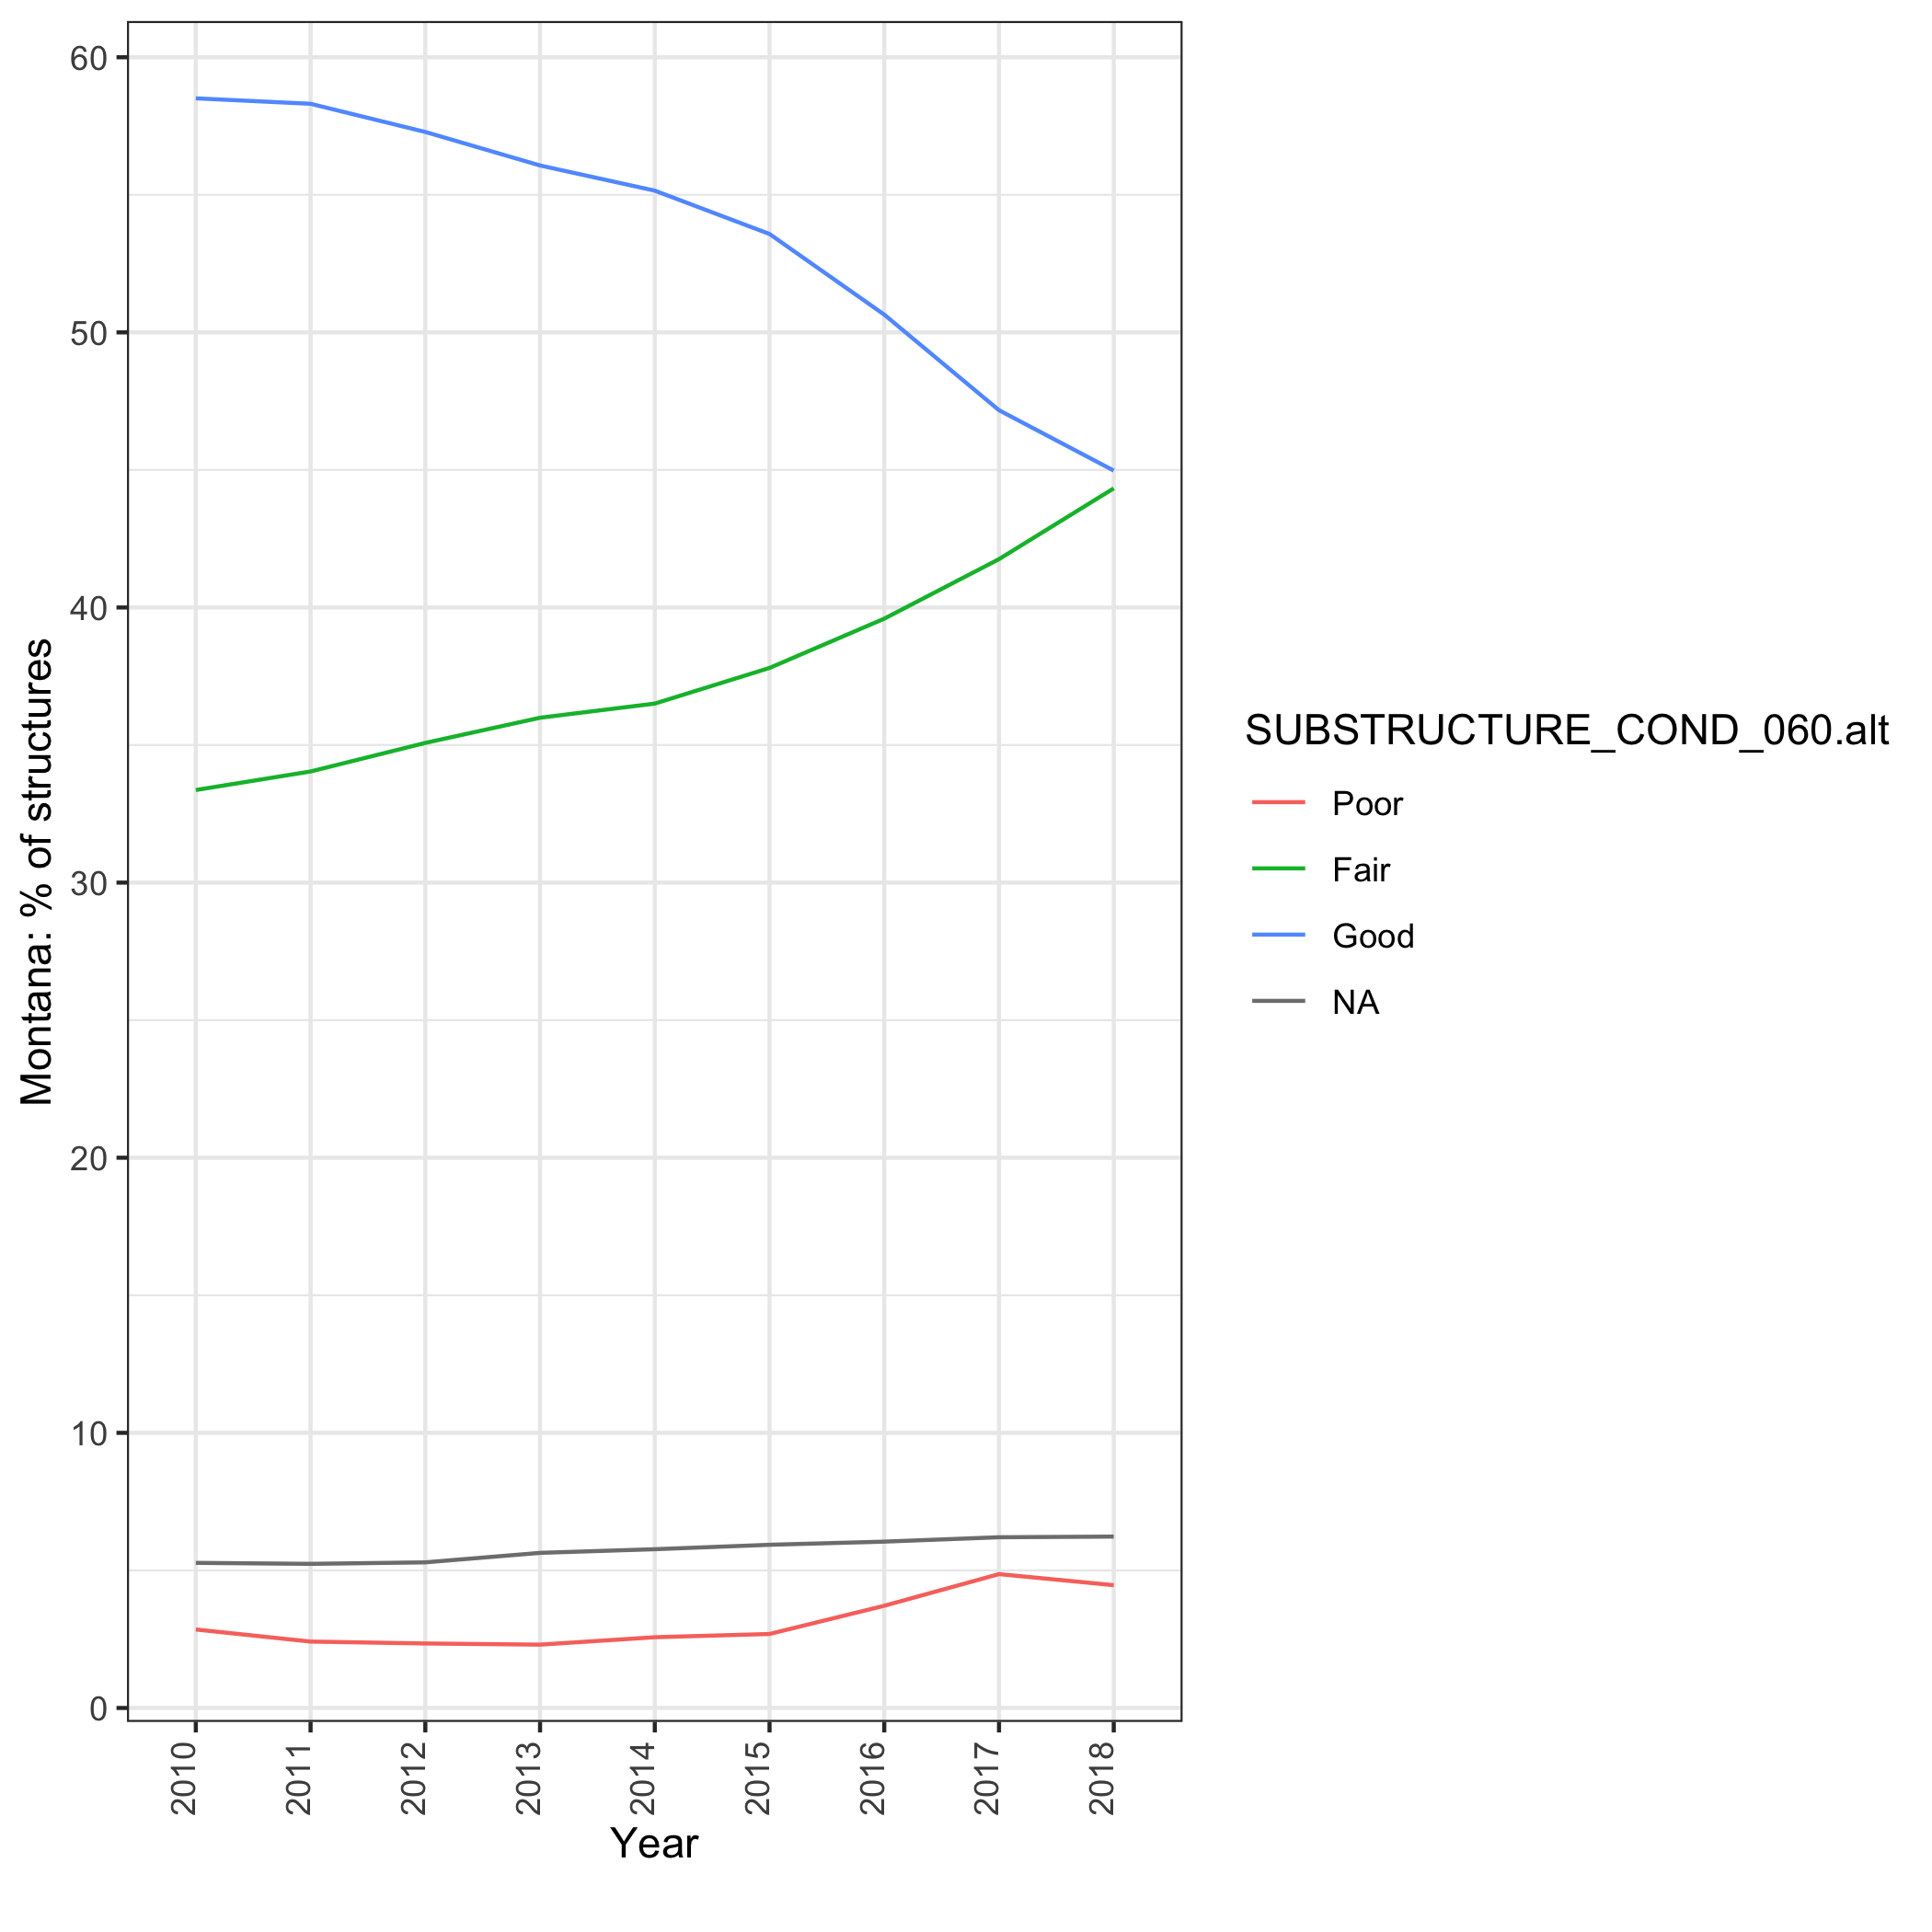 60
50
40
30
20
10
0
Montana: % of structures
2010
2011
2012
2013
2014
2015
2016
2017
2018
Year
SUBSTRUCTURE_COND_060.alt
Poor
Fair
Good
NA